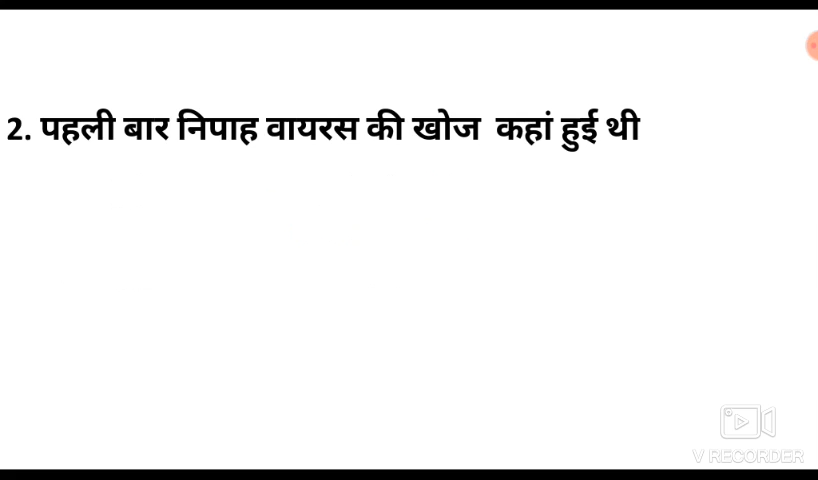 2. पहली बार निपाह वायरस की खोज कहां हुई थी
V RECORDER